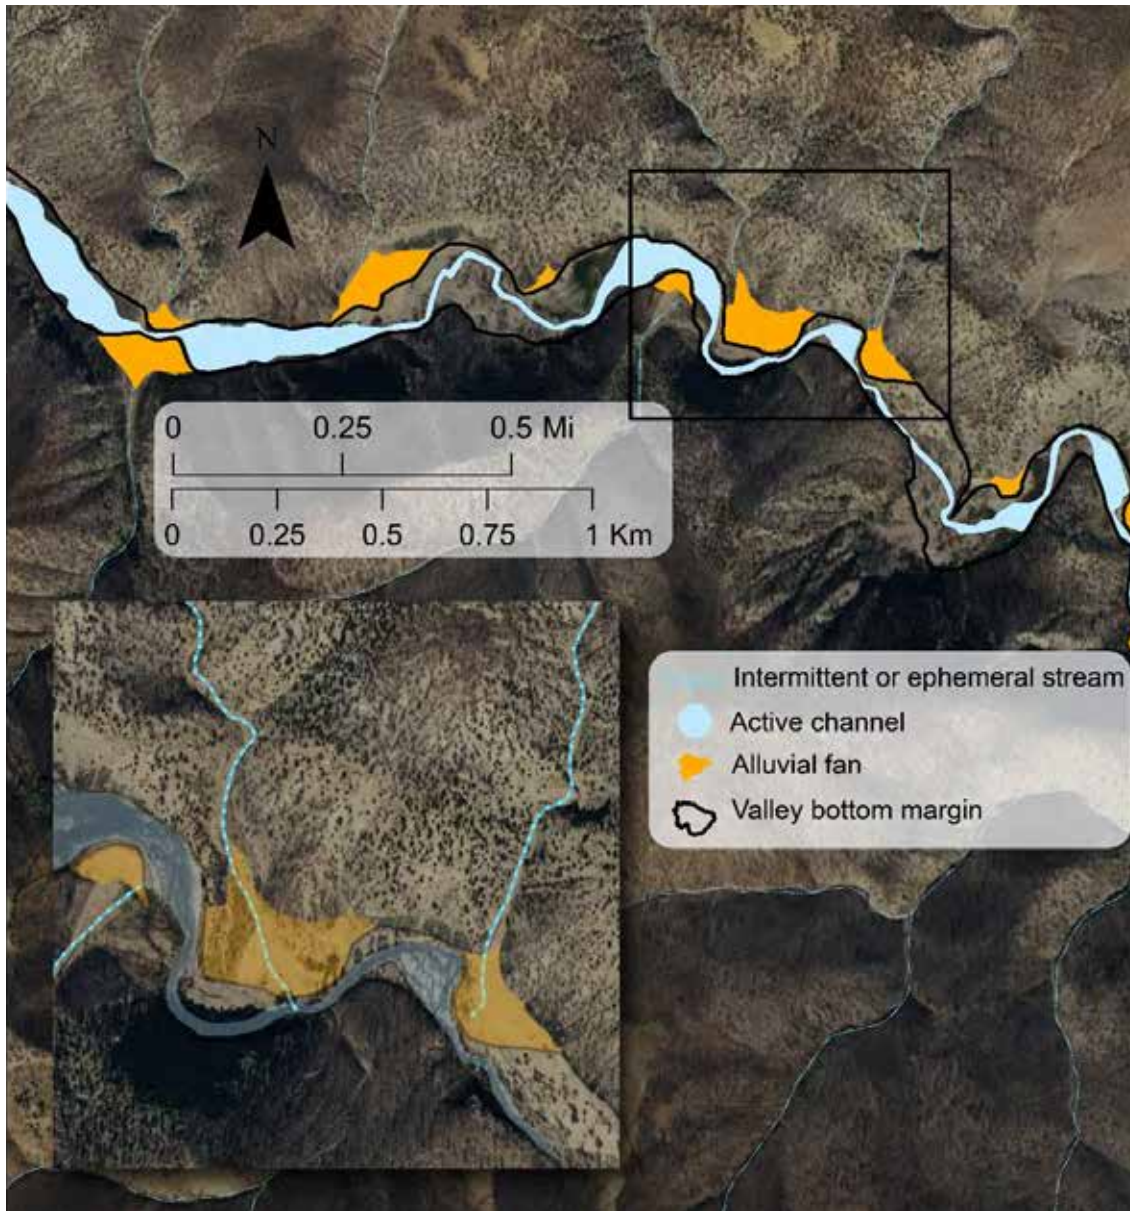 N
0 0.25 0.5 Mi
0 0.25 0.5 0.75 1 Km
Intermittent or ephemeral stream
Active channel
Alluvial fan
Valley bottom margin